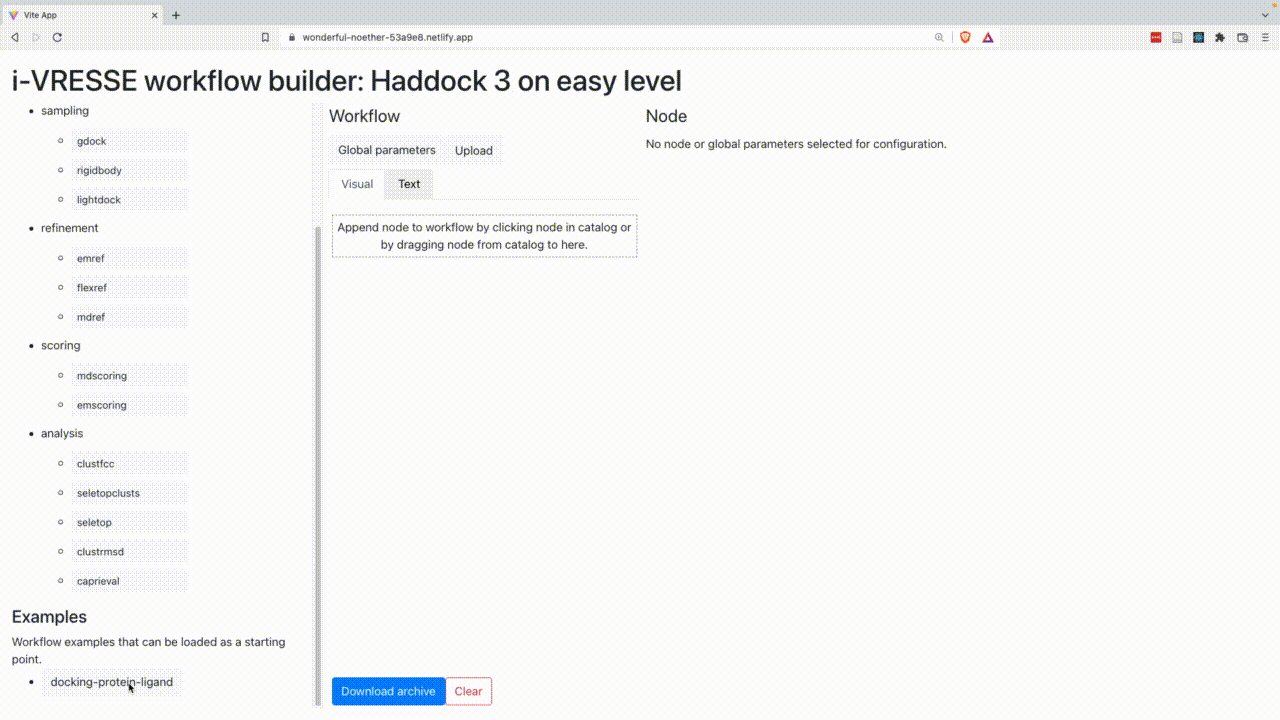 Vite App
wonderful-noether-53a9e8.netlify.app
i-VRESSE workflow builder: Haddock 3 on easy level
sampling
gdock
rigidbody
lightdock
refinement
emref
flexref
mdref
scoring
mdscoring
emscoring
analysis
clustfcc
seletopclusts
seletop
clustrmsd
caprieval
Examples
Workflow examples that can be loaded as a starting
point.
docking-protein-ligand
Workflow
Global parameters Upload
Visual Text
Append node to workflow by clicking node in catalog or
by dragging node from catalog to here.
Download archive Clear
Node
No node or global parameters selected for configuration.